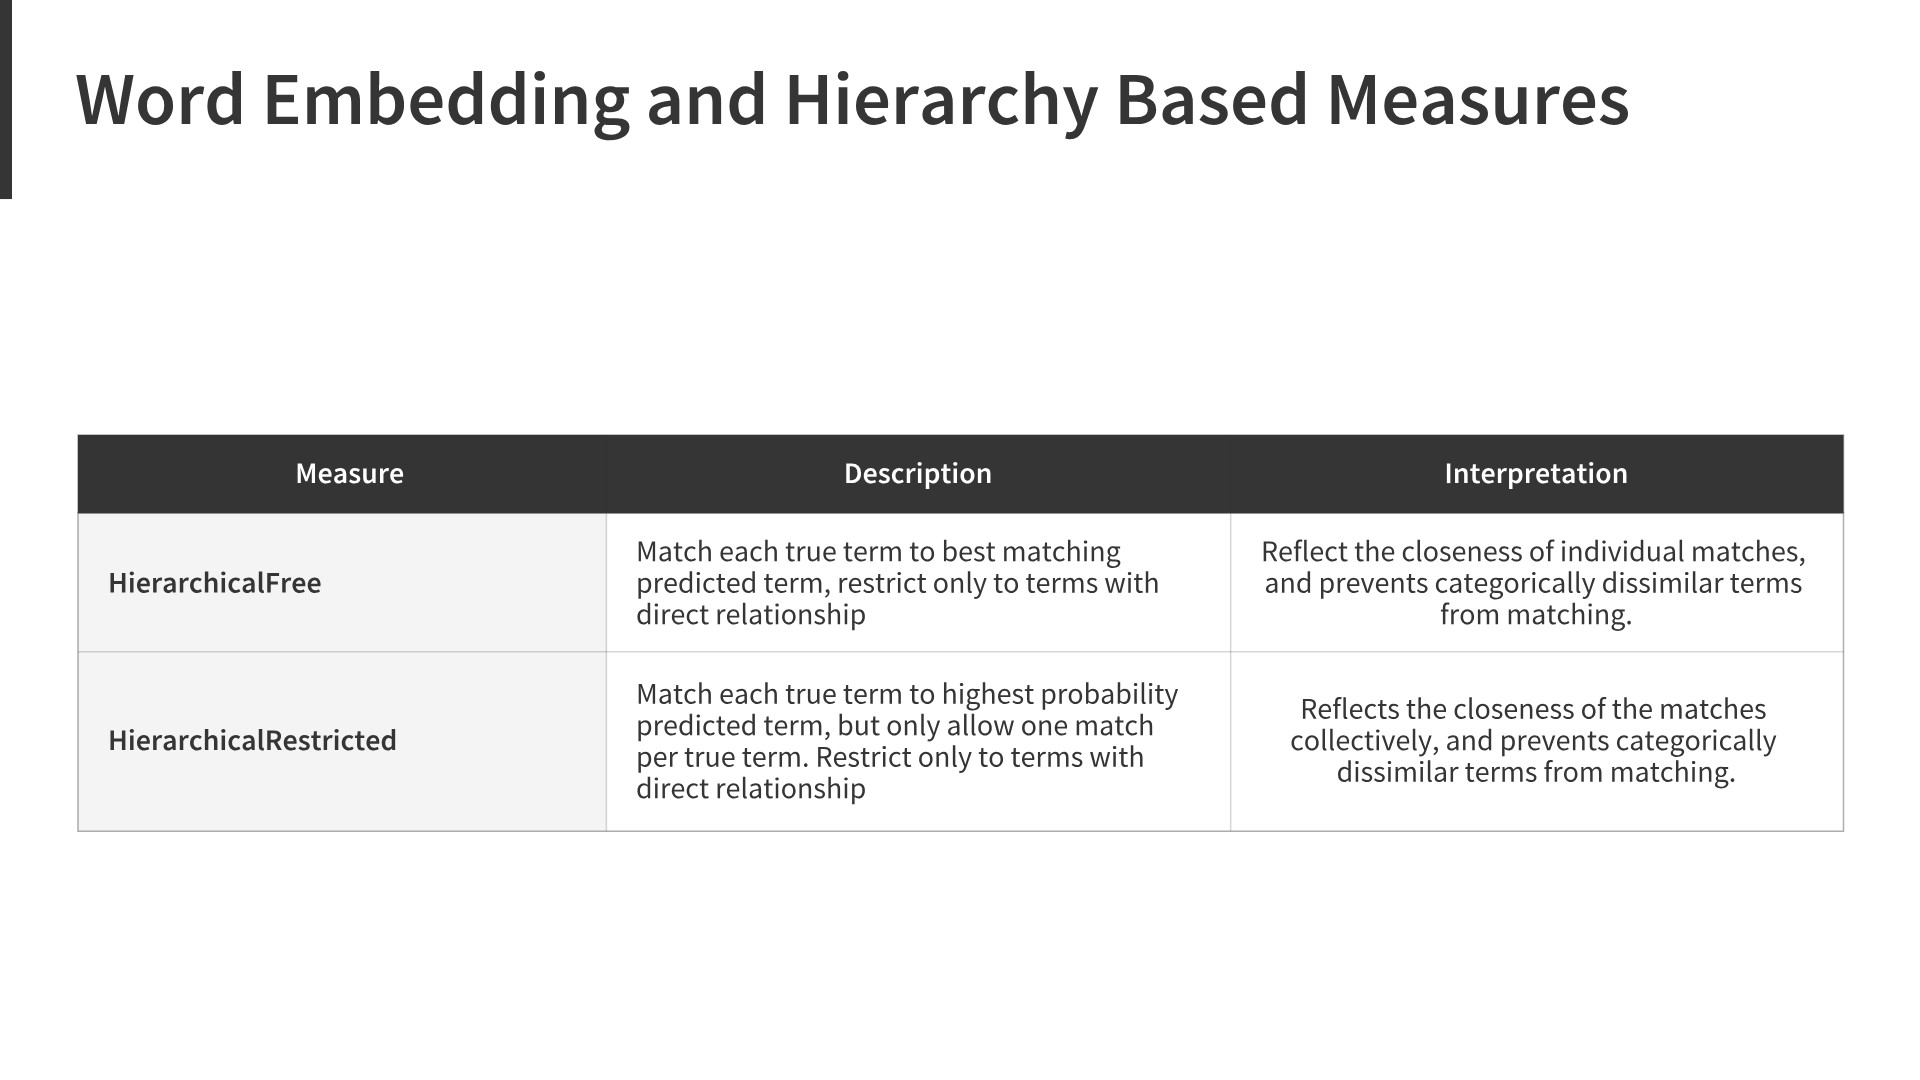 Word Embedding and Hierarchy Based Measures
Measure
Description
Interpretation
HierarchicalFree
Match each true term to best matching
predicted term, restrict only to terms with
direct relationship
Reflect the closeness of individual matches,
and prevents categorically dissimilar terms
from matching.
HierarchicalRestricted
Match each true term to highest probability
predicted term, but only allow one match
per true term. Restrict only to terms with
direct relationship
Reflects the closeness of the matches
collectively, and prevents categorically
dissimilar terms from matching.